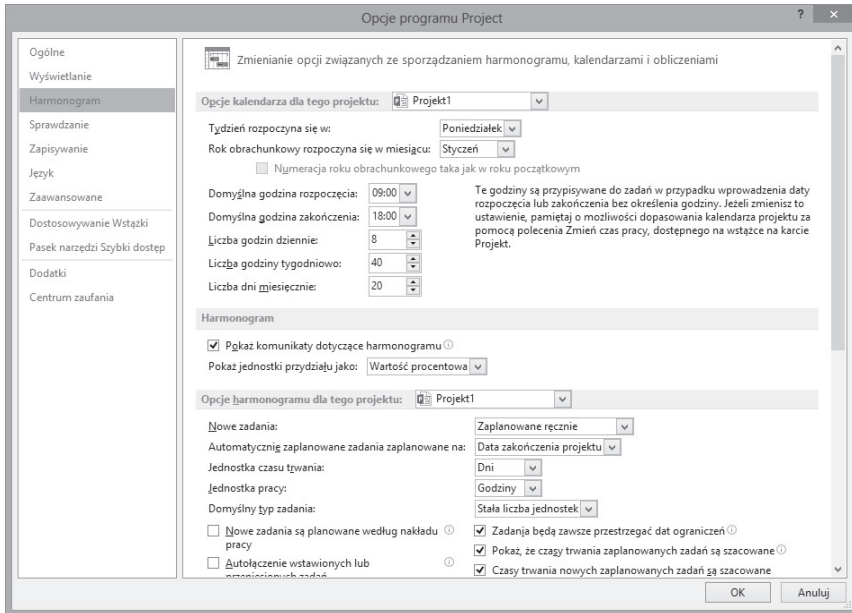 Opcje programu Project
? ×
Ogólne
Wyświetlanie
Harmonogram
Sprawdzanie
Zapisywanie
Język
Zaawansowane
Dostosowywanie Wstążki
Pasek narzędzi Szybki dostęp
Dodatki
Centrum zaufania
Zmienianie opcji związanych ze sporządzaniem harmonogramu, kalendarzami i obliczeniami
Opcje kalendarza dla tego projektu: Projekt1
Tydzień rozpoczyna się w: Poniedziałek
Rok obrachunkowy rozpoczyna się w miesiącu: Styczeń
Numeracja roku obrachunkowego taka jak w roku początkowym
Domyślna godzina rozpoczęcia: 09:00
Domyślna godzina zakończenia: 18:00
Liczba godzin dziennie: 8
Liczba godziny tygodniowo: 40
Liczba dni miesięcznie: 20
Te godziny są przypisywane do zadań w przypadku wprowadzenia daty
rozpoczęcia lub zakończenia bez określenia godziny. Jeżeli zmienisz to
ustawienie, pamiętaj o możliwości dopasowania kalendarza projektu za
pomocą polecenia Zmień czas pracy, dostępnego na wstążce na karcie
Projekt.
Harmonogram
Pokaż komunikaty dotyczące harmonogramu
Pokaż jednostki przydziału jako: Wartość procentowa
Opcje harmonogramu dla tego projektu: Projekt1
Nowe zadania: Zaplanowane ręcznie
Automatycznie zaplanowane zadania zaplanowane na: Data zakończenia projektu
Jednostka czasu trwania: Dni
Jednostka pracy: Godziny
Domyślny typ zadania: Stała liczba jednostek
Nowe zadania są planowane według nakładu
pracy
Autołączenie wstawionych lub
przeniesionych zadań
Zadania będą zawsze przestrzegać dat ograniczeń
Pokaż, że czasy trwania zaplanowanych zadań są szacowane
Czasy trwania nowych zaplanowanych zadań są szacowane
OK Anuluj